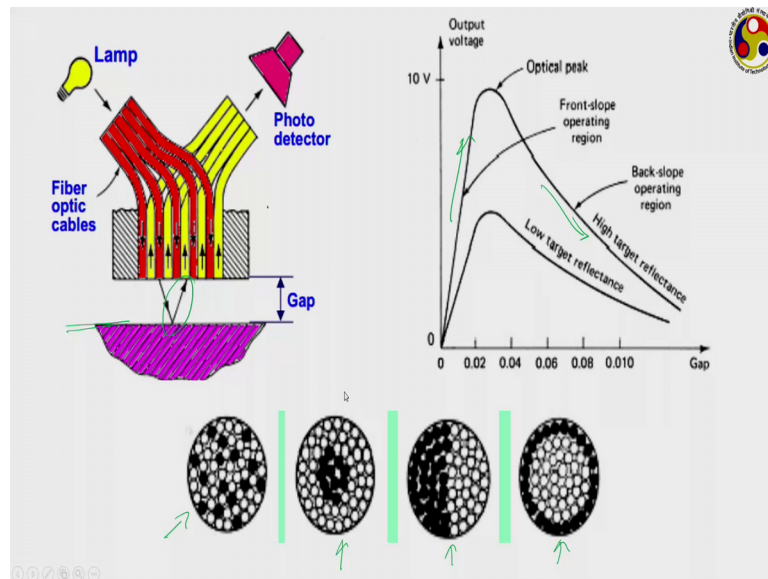 Lamp
Photo
detector
Fiber
optic
cables
Gap
Output
voltage
10 V
Optical peak
Front-slope
operating
region
Back-slope
operating
region
High target reflectance
Low target reflectance
0
0 0.02 0.04 0.06 0.08 0.010 Gap